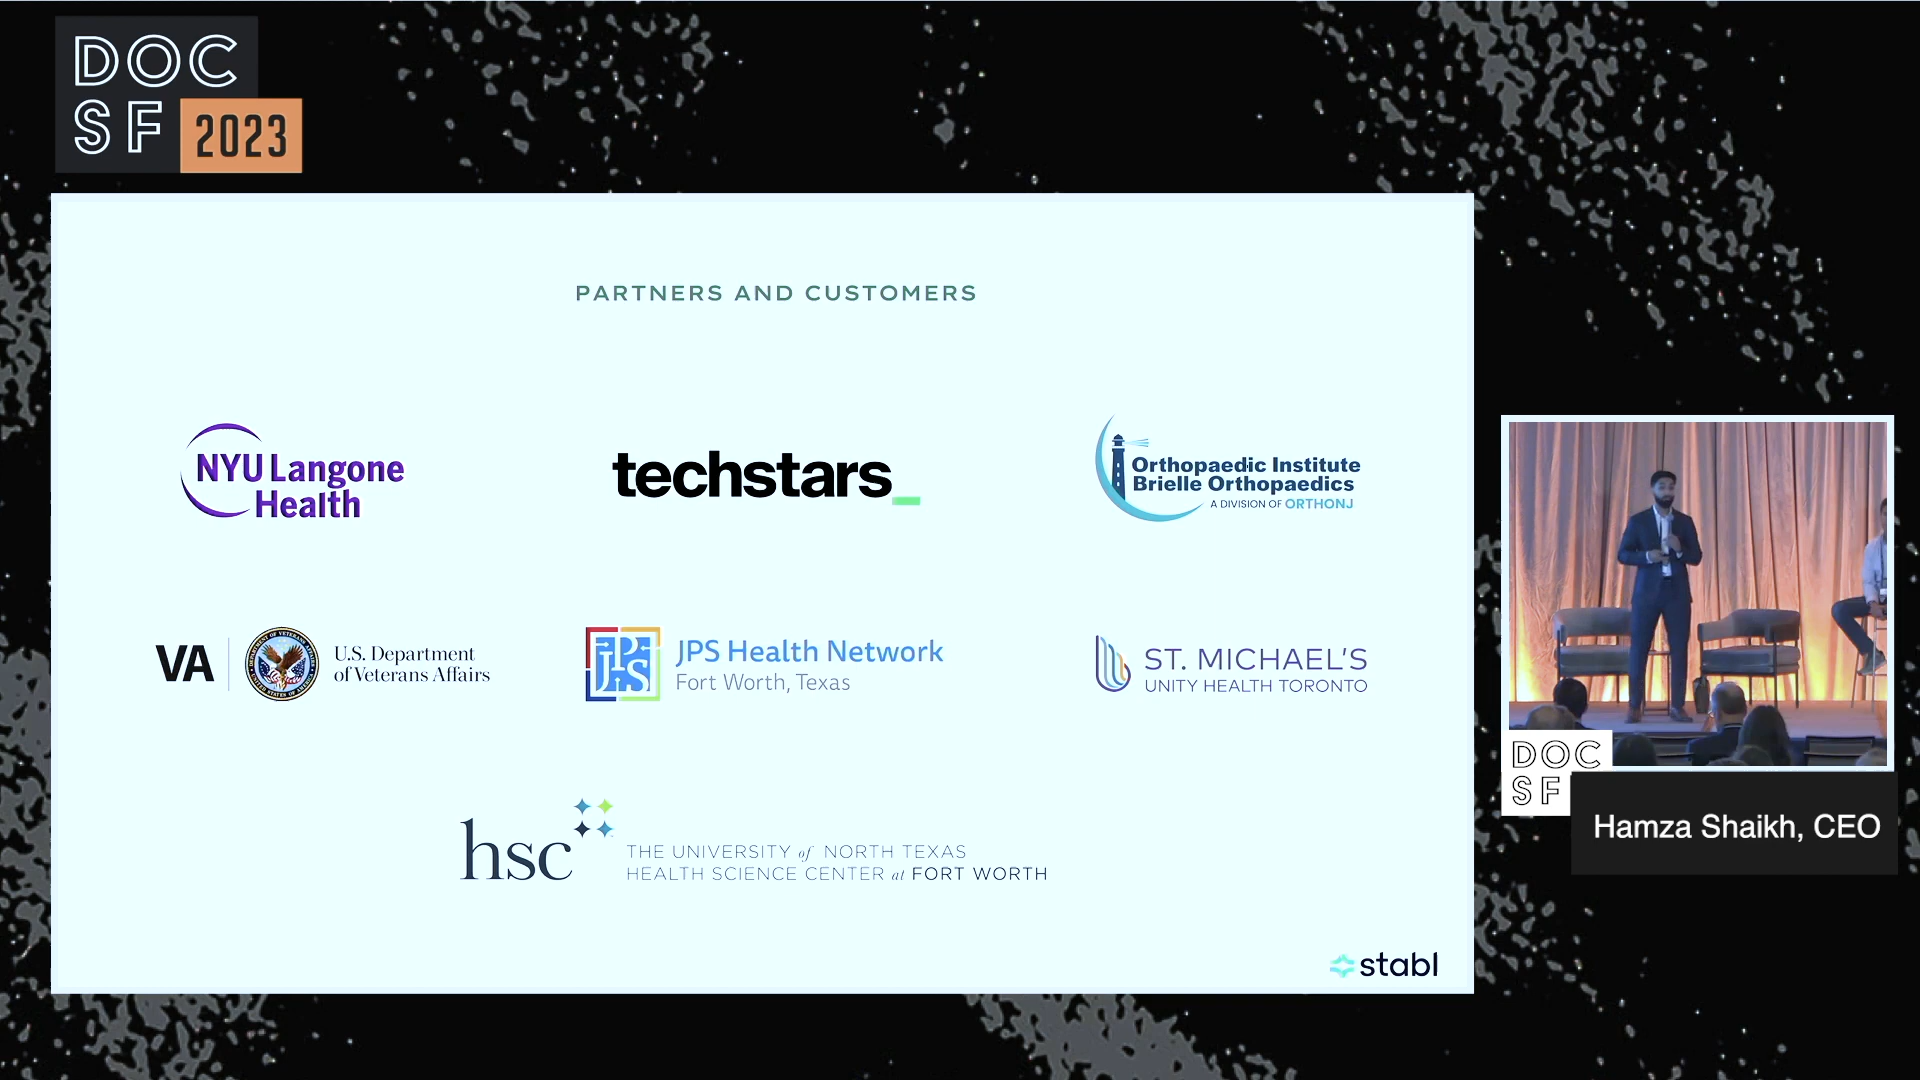 DOC
SF 2023
PARTNERS AND CUSTOMERS
NYU Langone
Health
techstars_
Orthopaedic Institute
Brielle Orthopaedics
A DIVISION OF ORTHONJ
VA
U.S. Department
of Veterans Affairs
JPS
JPS Health Network
Fort Worth, Texas
ST. MICHAEL'S
UNITY HEALTH TORONTO
hsc
THE UNIVERSITY of NORTH TEXAS
HEALTH SCIENCE CENTER at FORT WORTH
stabl
DOC
SF
Hamza Shaikh, CEO